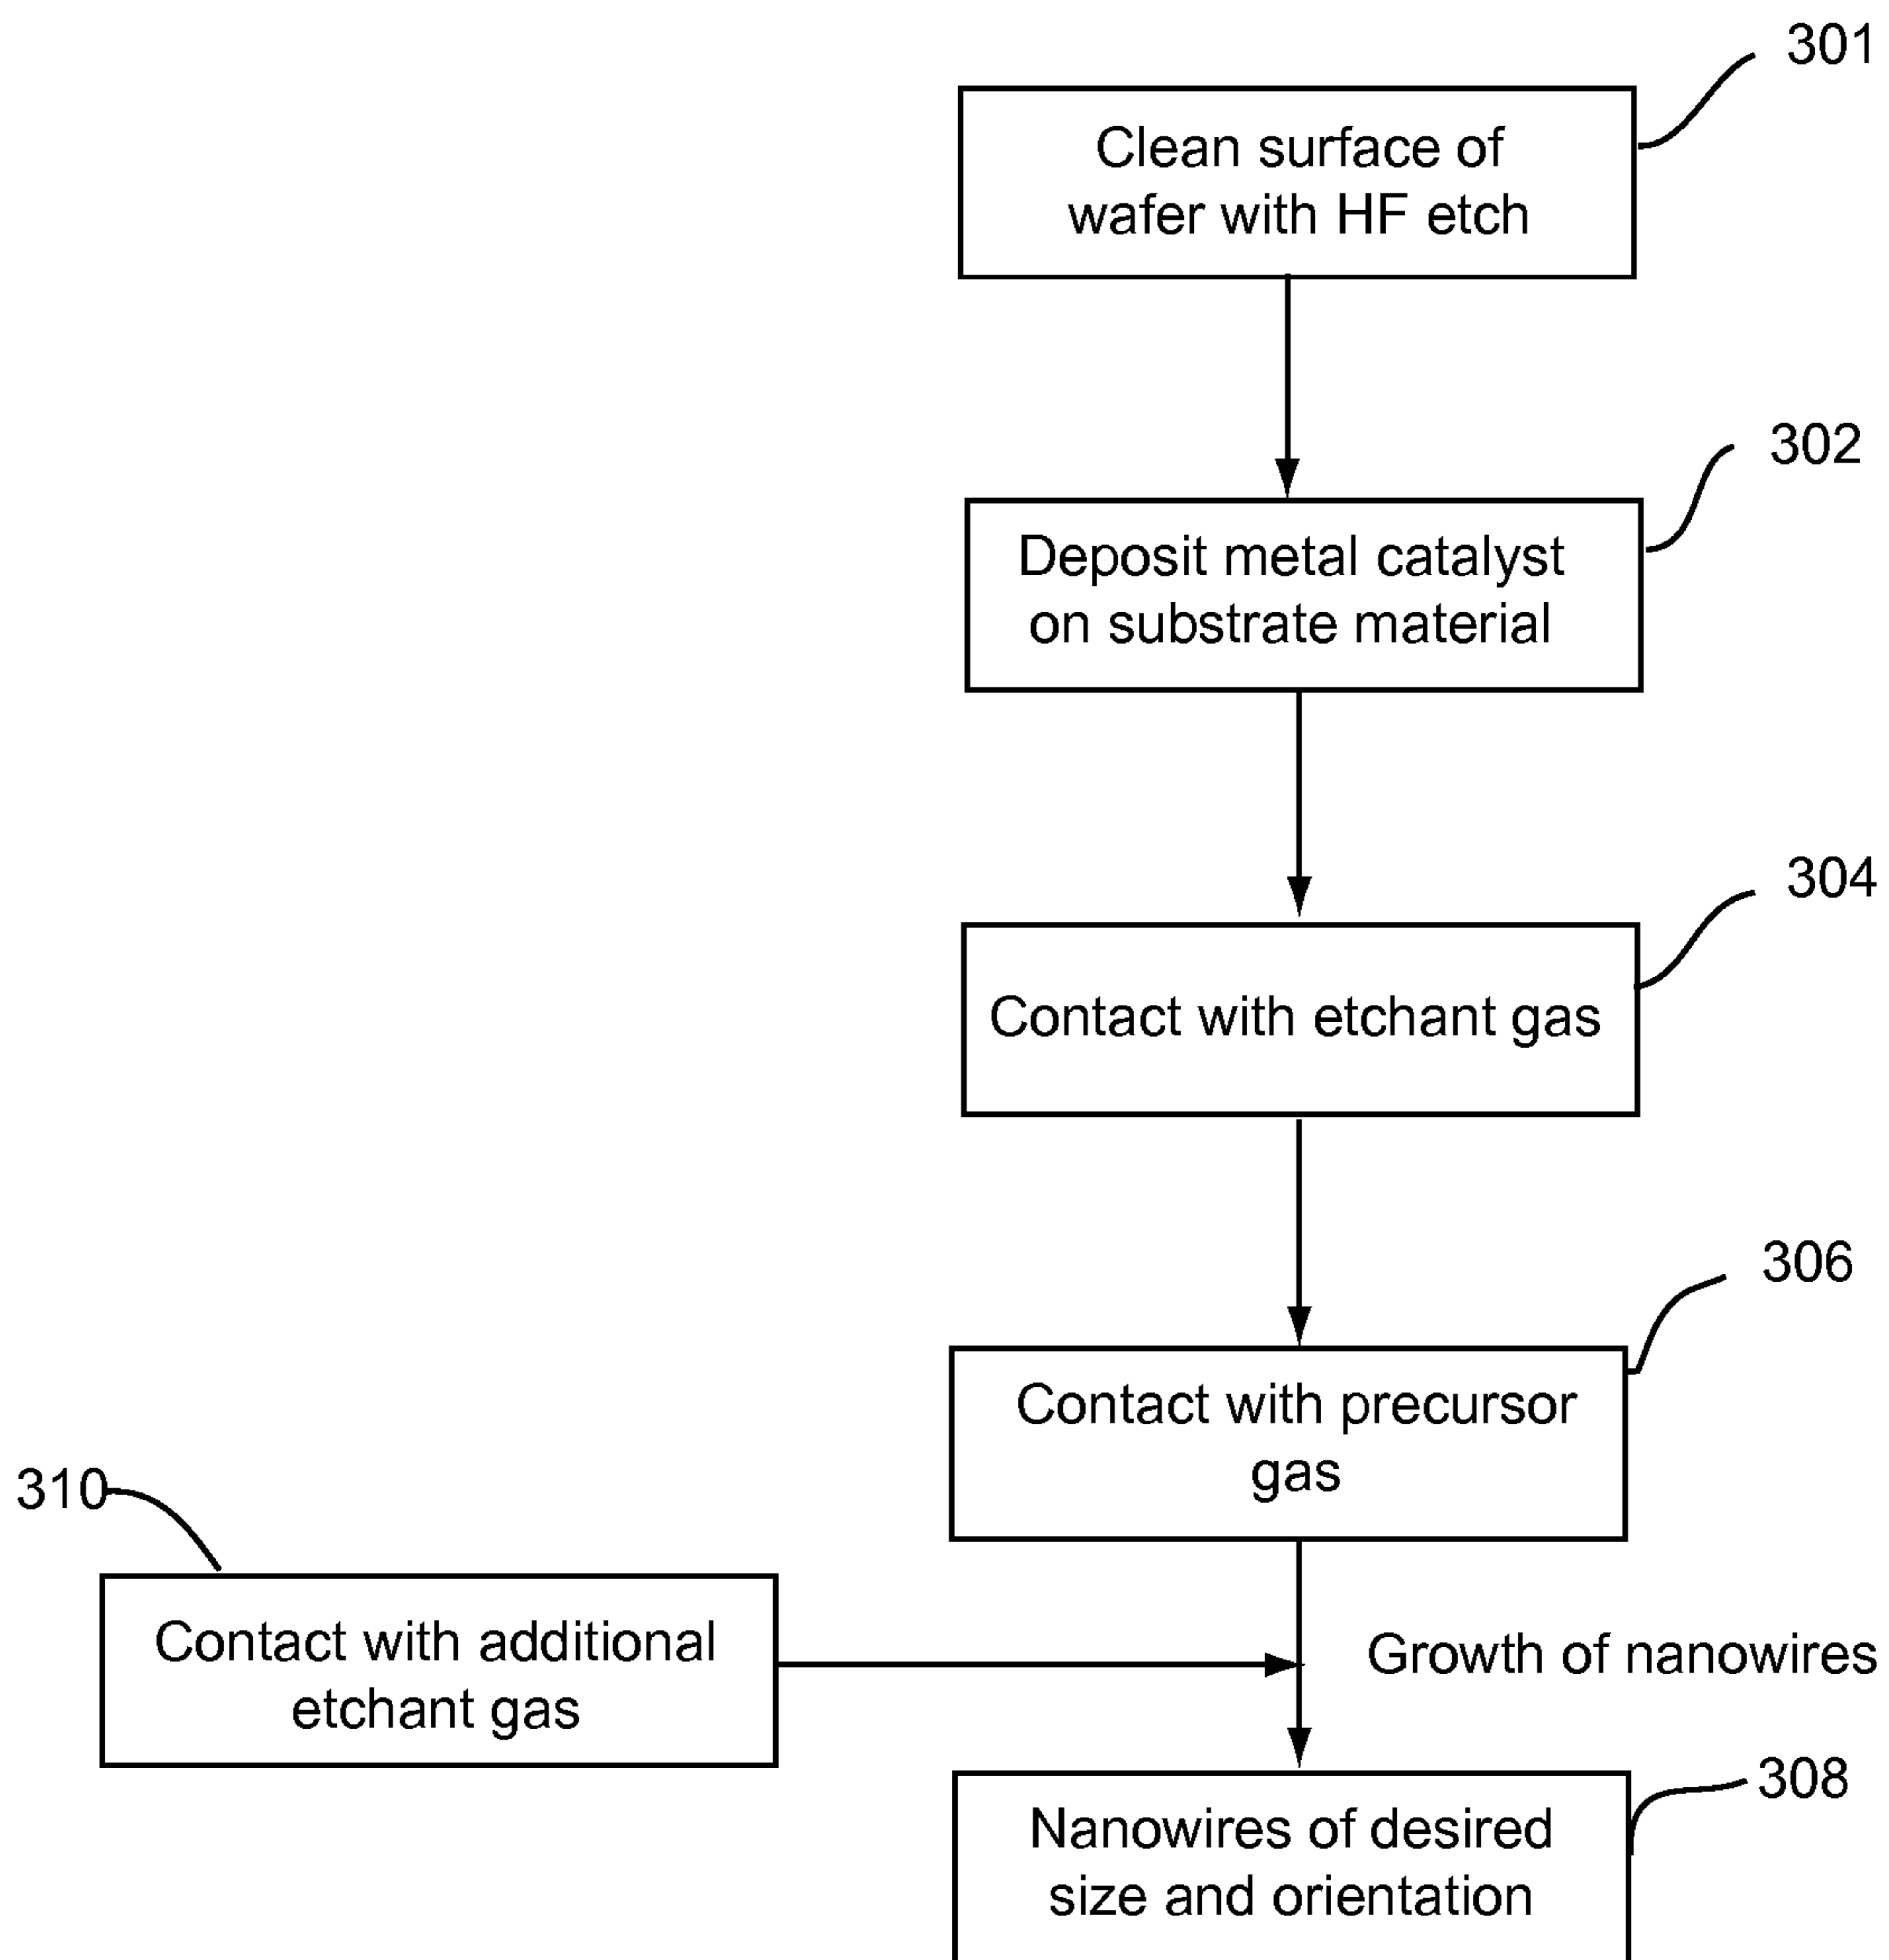 301
Clean surface of
wafer with HF etch
302
Deposit metal catalyst
on substrate material
304
Contact with etchant gas
306
Contact with precursor
gas
310
Contact with additional
etchant gas
Growth of nanowires
308
Nanowires of desired
size and orientation